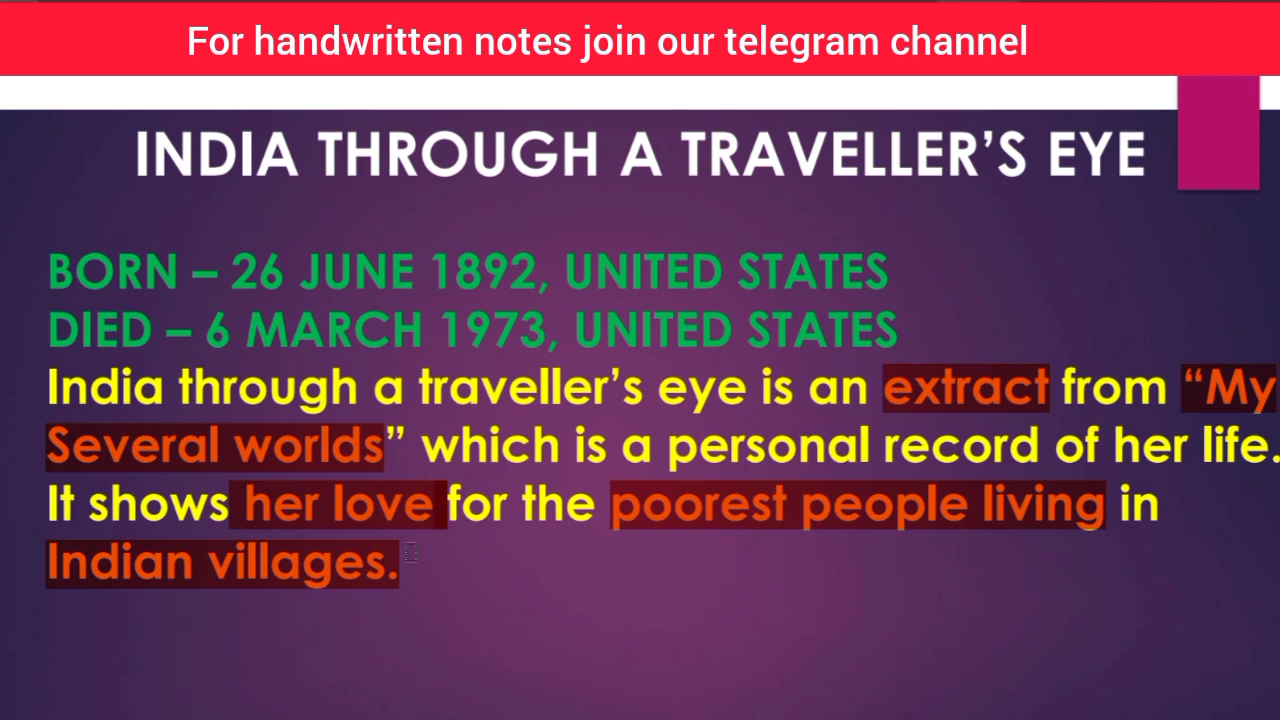 For handwritten notes join our telegram channel
INDIA THROUGH A TRAVELLER’S EYE
BORN – 26 JUNE 1892, UNITED STATES
DIED – 6 MARCH 1973, UNITED STATES
India through a traveller’s eye is an extract from “My
Several worlds” which is a personal record of her life.
It shows her love for the poorest people living in
Indian villages.